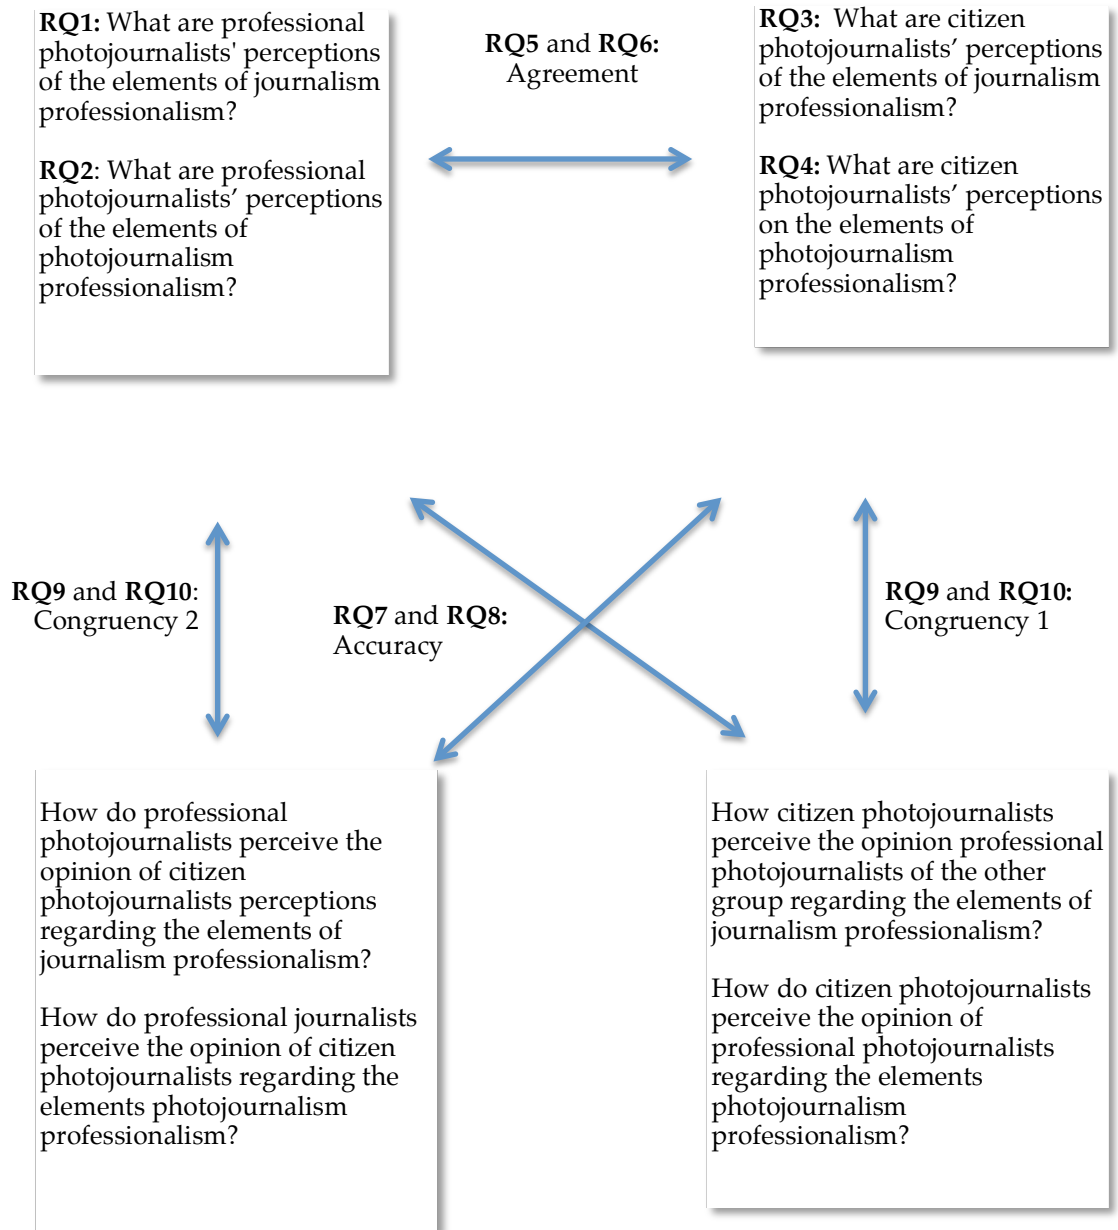 RQ1: What are professional
photojournalists' perceptions
of the elements of journalism
professionalism?
RQ2: What are professional
photojournalists’ perceptions
of the elements of
photojournalism
professionalism?
RQ5 and RQ6:
Agreement
RQ3:  What are citizen
photojournalists’ perceptions
of the elements of journalism
professionalism?
RQ4: What are citizen
photojournalists’ perceptions
on the elements of
photojournalism
professionalism?
RQ9 and RQ10:
Congruency 2
RQ7 and RQ8:
Accuracy
RQ9 and RQ10:
Congruency 1
How do professional
photojournalists perceive the
opinion of citizen
photojournalists perceptions
regarding the elements of
journalism professionalism?
How do professional journalists
perceive the opinion of citizen
photojournalists regarding the
elements photojournalism
professionalism?
How citizen photojournalists
perceive the opinion professional
photojournalists of the other
group regarding the elements of
journalism professionalism?
How do citizen photojournalists
perceive the opinion of
professional photojournalists
regarding the elements
photojournalism
professionalism?